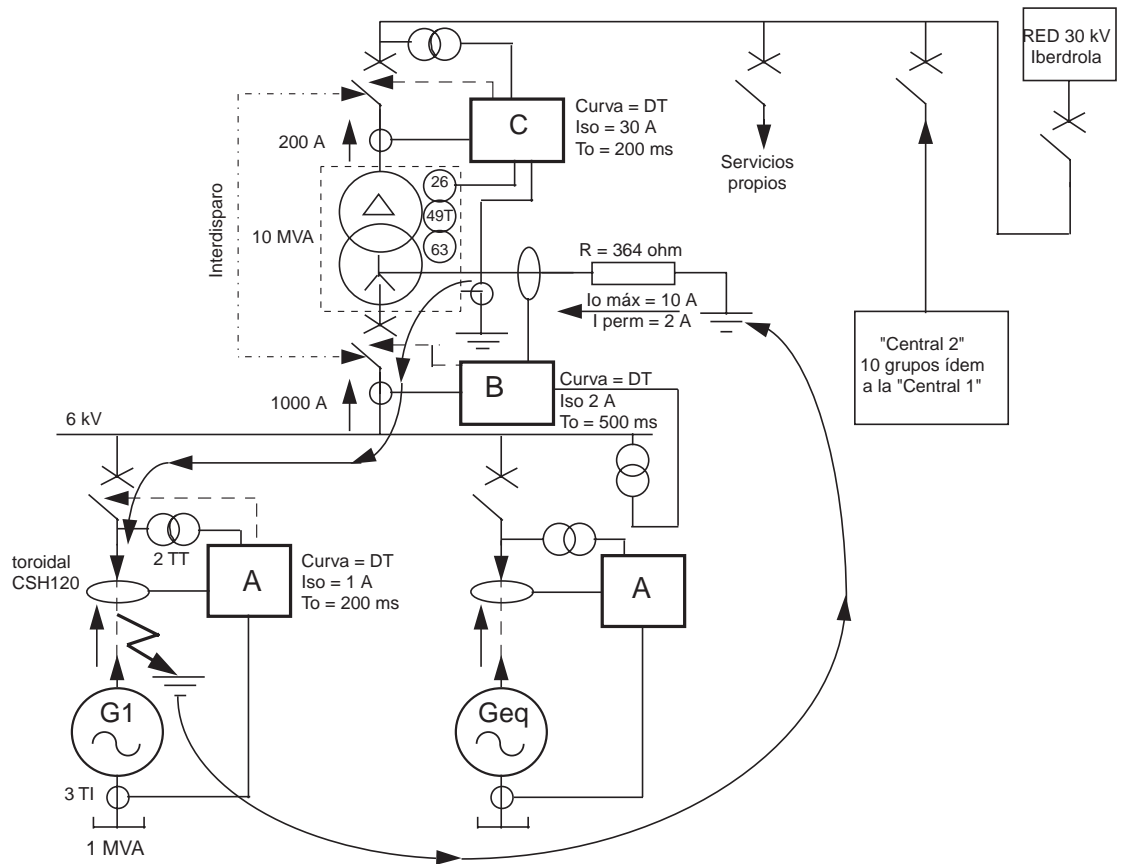 RED 30 kV
Iberdrola
C
Curva = DT
Iso = 30 A
To = 200 ms
200 A
26
49T
63
Servicios
propios
Interdisparo
10 MVA
R = 364 ohm
Io máx = 10 A
I perm = 2 A
"Central 2"
10 grupos ídem
a la "Central 1"
B
Curva = DT
Iso 2 A
To = 500 ms
1000 A
6 kV
2 TT
toroidal
CSH120
A
Curva = DT
Iso = 1 A
To = 200 ms
A
G1
Geq
3 TI
1 MVA